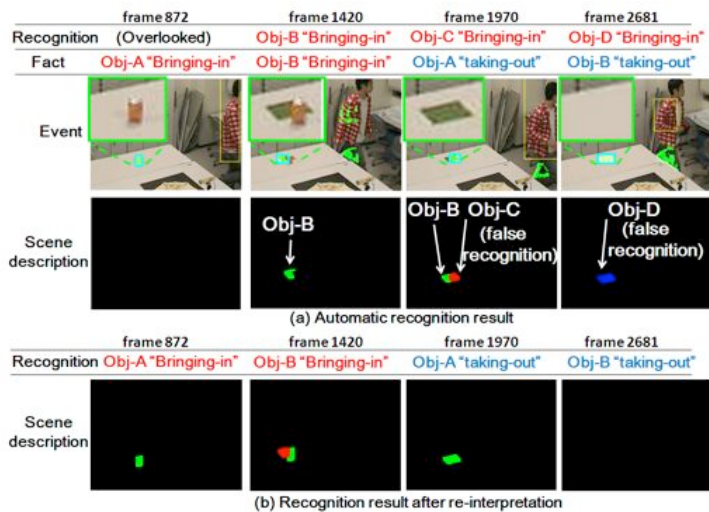 frame 872 frame 1420 frame 1970 frame 2681
Recognition (Overlooked) Obj-B “Bringing-in” Obj-C “Bringing-in” Obj-D “Bringing-in”
Fact Obj-A “Bringing-in” Obj-B “Bringing-in” Obj-A “taking-out” Obj-B “taking-out”
Event
Scene description
Obj-B
Obj-B Obj-C
(false recognition)
Obj-D
(false recognition)
(a) Automatic recognition result
frame 872 frame 1420 frame 1970 frame 2681
Recognition Obj-A “Bringing-in” Obj-B “Bringing-in” Obj-A “taking-out” Obj-B “taking-out”
Scene description
(b) Recognition result after re-interpretation